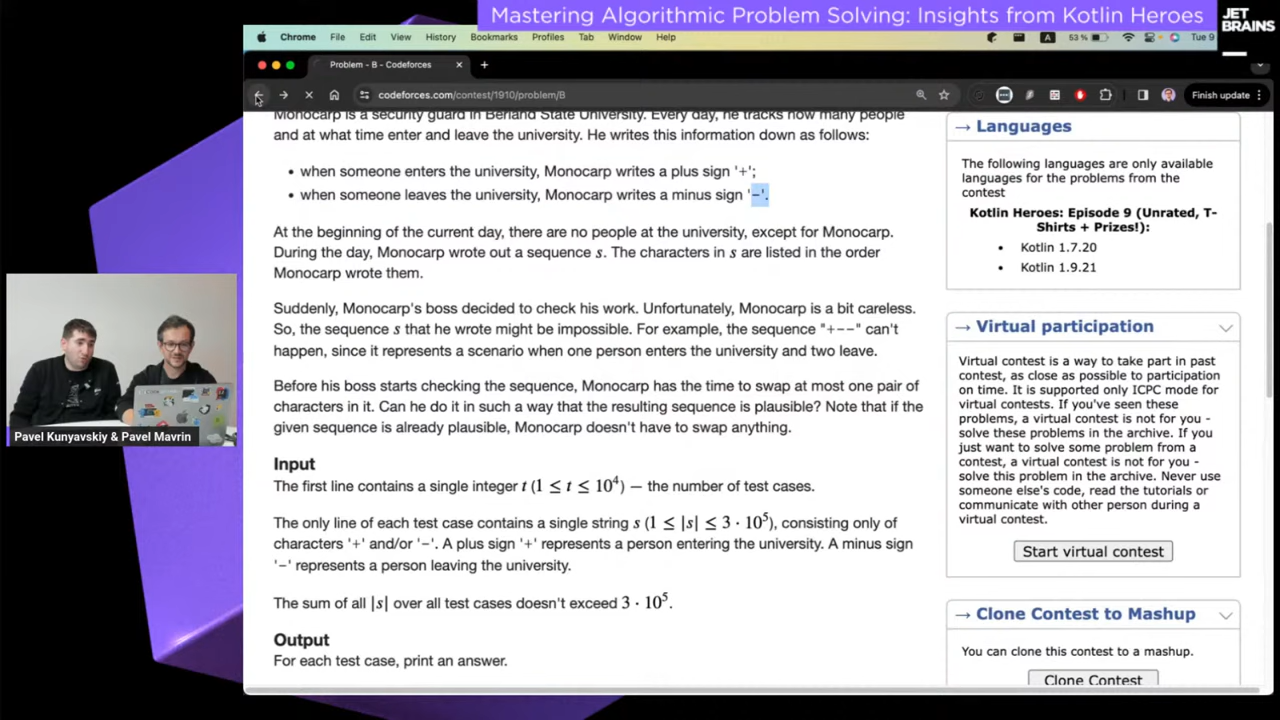 Mastering Algorithmic Problem Solving: Insights from Kotlin Heroes
JET
BRAINS
Chrome File Edit View History Bookmarks Profiles Tab Window Help
A 53 % Tue 9
Problem - B - Codeforces
codeforces.com/contest/1910/problem/B
Finish update
Monocarp is a security guard in Berland State University. Every day, he tracks how many people
and at what time enter and leave the university. He writes this information down as follows:
• when someone enters the university, Monocarp writes a plus sign '+';
• when someone leaves the university, Monocarp writes a minus sign '−'.
At the beginning of the current day, there are no people at the university, except for Monocarp.
During the day, Monocarp wrote out a sequence s. The characters in s are listed in the order
Monocarp wrote them.
Suddenly, Monocarp's boss decided to check his work. Unfortunately, Monocarp is a bit careless.
So, the sequence s that he wrote might be impossible. For example, the sequence "+−−" can't
happen, since it represents a scenario when one person enters the university and two leave.
Before his boss starts checking the sequence, Monocarp has the time to swap at most one pair of
characters in it. Can he do it in such a way that the resulting sequence is plausible? Note that if the
given sequence is already plausible, Monocarp doesn't have to swap anything.
Input
The first line contains a single integer t (1 ≤ t ≤ 10⁴) — the number of test cases.
The only line of each test case contains a single string s (1 ≤ |s| ≤ 3 · 10⁵), consisting only of
characters '+' and/or '−'. A plus sign '+' represents a person entering the university. A minus sign
'−' represents a person leaving the university.
The sum of all |s| over all test cases doesn't exceed 3 · 10⁵.
Output
For each test case, print an answer.
→ Languages
The following languages are only available
languages for the problems from the
contest
Kotlin Heroes: Episode 9 (Unrated, T-
Shirts + Prizes!):
• Kotlin 1.7.20
• Kotlin 1.9.21
→ Virtual participation
Virtual contest is a way to take part in past
contest, as close as possible to participation
on time. It is supported only ICPC mode for
virtual contests. If you've seen these
problems, a virtual contest is not for you -
solve these problems in the archive. If you
just want to solve some problem from a
contest, a virtual contest is not for you -
solve this problem in the archive. Never use
someone else's code, read the tutorials or
communicate with other person during a
virtual contest.
Start virtual contest
→ Clone Contest to Mashup
You can clone this contest to a mashup.
Clone Contest
Pavel Kunyavskiy & Pavel Mavrin